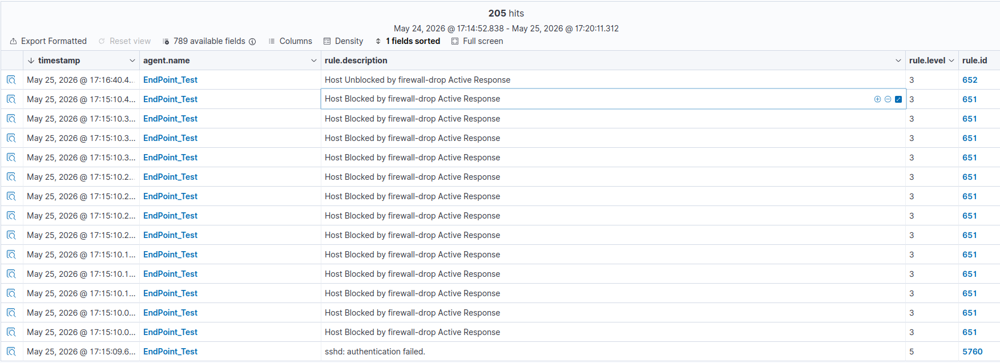 205 hits
May 24, 2026 @ 17:14:52.838 - May 25, 2026 @ 17:20:11.312
Export Formatted Reset view 789 available fields Columns Density 1 fields sorted Full screen
timestamp agent.name rule.description rule.level rule.id
May 25, 2026 @ 17:16:40.4... EndPoint_Test Host Unblocked by firewall-drop Active Response 3 652
May 25, 2026 @ 17:15:10.4... EndPoint_Test Host Blocked by firewall-drop Active Response 3 651
May 25, 2026 @ 17:15:10.3... EndPoint_Test Host Blocked by firewall-drop Active Response 3 651
May 25, 2026 @ 17:15:10.3... EndPoint_Test Host Blocked by firewall-drop Active Response 3 651
May 25, 2026 @ 17:15:10.3... EndPoint_Test Host Blocked by firewall-drop Active Response 3 651
May 25, 2026 @ 17:15:10.2... EndPoint_Test Host Blocked by firewall-drop Active Response 3 651
May 25, 2026 @ 17:15:10.2... EndPoint_Test Host Blocked by firewall-drop Active Response 3 651
May 25, 2026 @ 17:15:10.2... EndPoint_Test Host Blocked by firewall-drop Active Response 3 651
May 25, 2026 @ 17:15:10.2... EndPoint_Test Host Blocked by firewall-drop Active Response 3 651
May 25, 2026 @ 17:15:10.1... EndPoint_Test Host Blocked by firewall-drop Active Response 3 651
May 25, 2026 @ 17:15:10.1... EndPoint_Test Host Blocked by firewall-drop Active Response 3 651
May 25, 2026 @ 17:15:10.1... EndPoint_Test Host Blocked by firewall-drop Active Response 3 651
May 25, 2026 @ 17:15:10.0... EndPoint_Test Host Blocked by firewall-drop Active Response 3 651
May 25, 2026 @ 17:15:10.0... EndPoint_Test Host Blocked by firewall-drop Active Response 3 651
May 25, 2026 @ 17:15:09.6... EndPoint_Test sshd: authentication failed. 5 5760